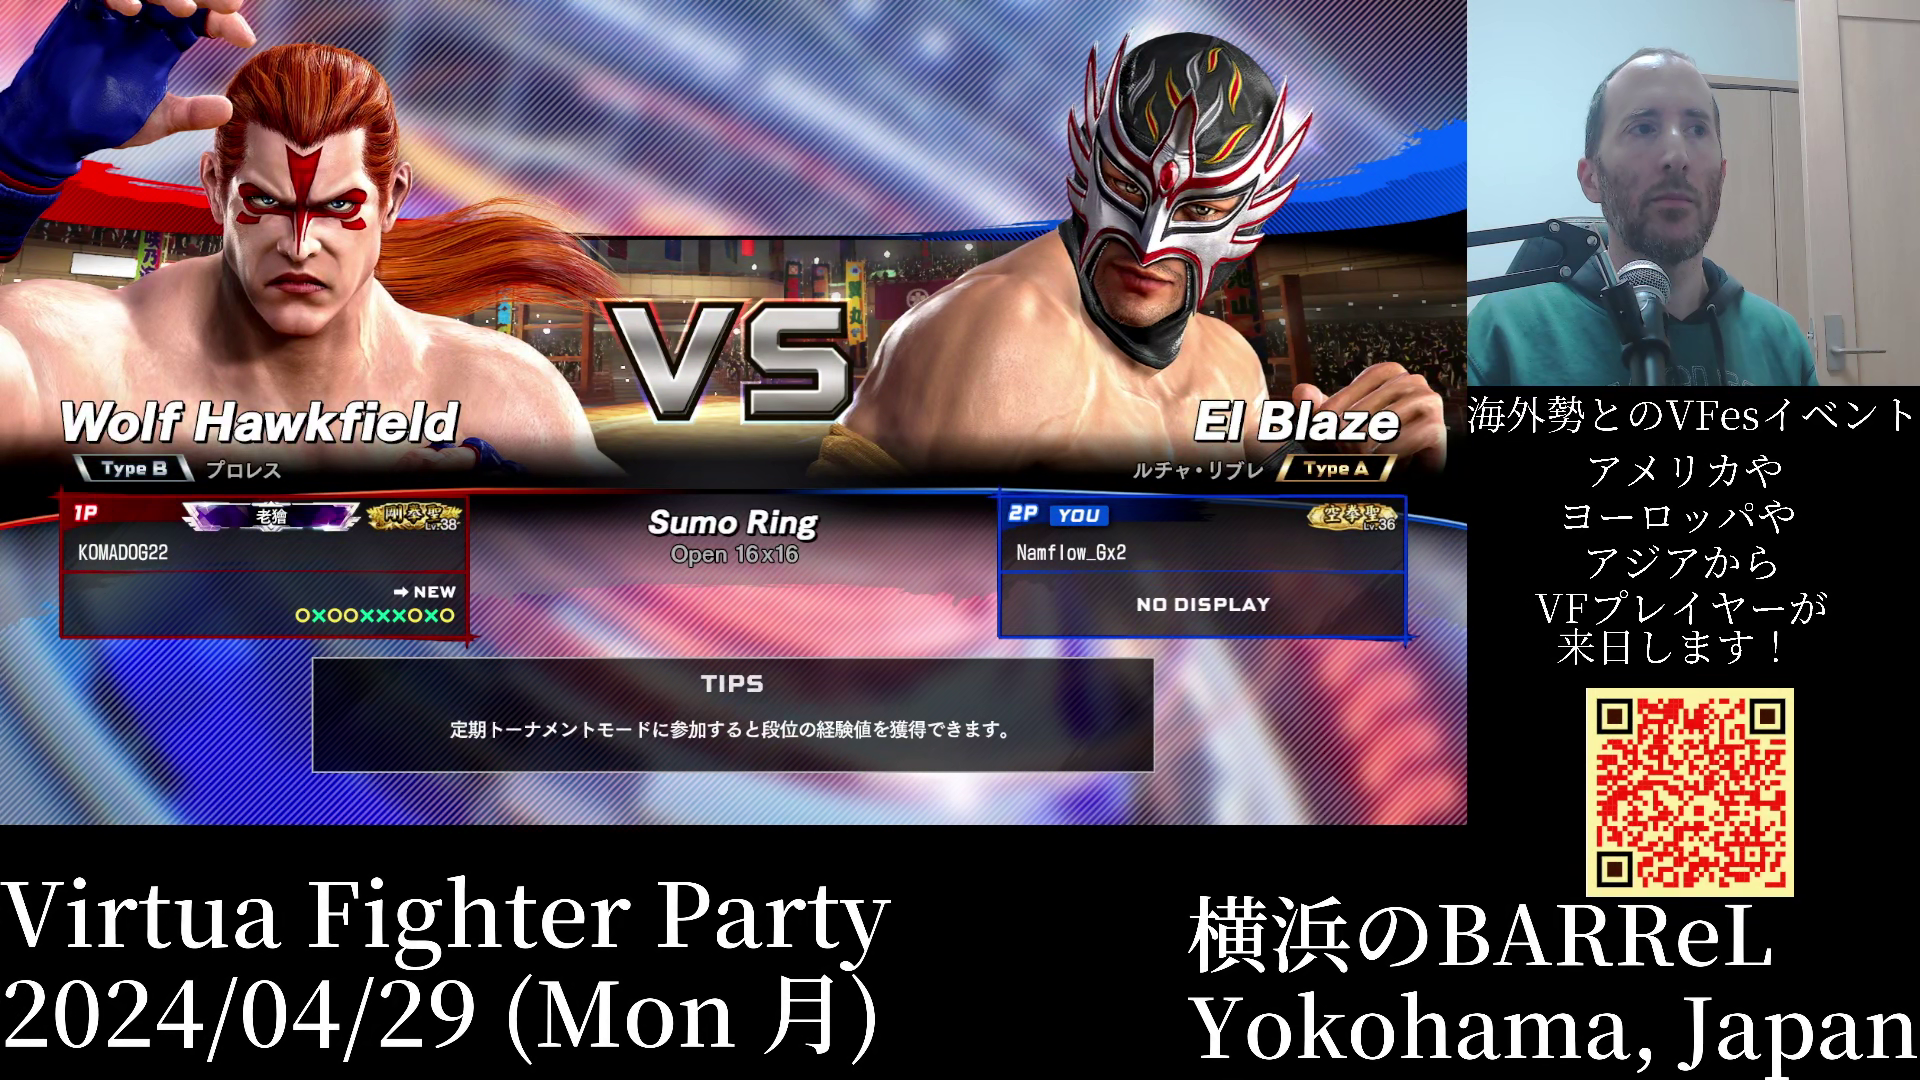 VS
Wolf Hawkfield
Type B プロレス
El Blaze
ルチャ・リブレ Type A
1P 老獪 剛拳聖 Lv.38
KOMADOG22
→ NEW
○×○○×××○×○
Sumo Ring
Open 16x16
2P YOU 空拳聖 Lv.36
Namflow_Gx2
NO DISPLAY
TIPS
定期トーナメントモードに参加すると段位の経験値を獲得できます。
海外勢とのVFesイベント
アメリカや
ヨーロッパや
アジアから
VFプレイヤーが
来日します！
Virtua Fighter Party
2024/04/29 (Mon 月)
横浜のBARReL
Yokohama, Japan